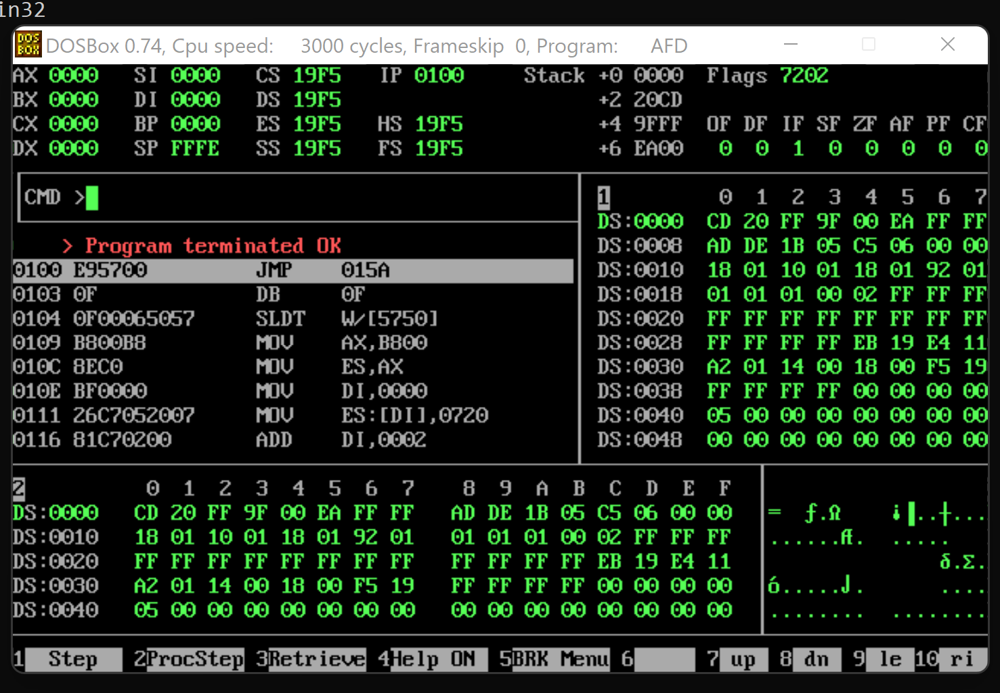 in32
DOSBox 0.74, Cpu speed: 3000 cycles, Frameskip 0, Program: AFD
AX 0000 SI 0000 CS 19F5 IP 0100 Stack +0 0000 Flags 7202
BX 0000 DI 0000 DS 19F5 +2 20CD
CX 0000 BP 0000 ES 19F5 HS 19F5 +4 9FFF OF DF IF SF ZF AF PF CF
DX 0000 SP FFFE SS 19F5 FS 19F5 +6 EA00 0 0 1 0 0 0 0 0
CMD >
> Program terminated OK
0100 E95700 JMP 015A
0103 0F DB 0F
0104 0F00065057 SLDT W/[5750]
0109 B800B8 MOV AX,B800
010C 8EC0 MOV ES,AX
010E BF0000 MOV DI,0000
0111 26C7052007 MOV ES:[DI],0720
0116 81C70200 ADD DI,0002
1 0 1 2 3 4 5 6 7
DS:0000 CD 20 FF 9F 00 EA FF FF
DS:0008 AD DE 1B 05 C5 06 00 00
DS:0010 18 01 10 01 18 01 92 01
DS:0018 01 01 01 00 02 FF FF FF
DS:0020 FF FF FF FF FF FF FF FF
DS:0028 FF FF FF FF EB 19 E4 11
DS:0030 A2 01 14 00 18 00 F5 19
DS:0038 FF FF FF FF 00 00 00 00
DS:0040 05 00 00 00 00 00 00 00
DS:0048 00 00 00 00 00 00 00 00
2 0 1 2 3 4 5 6 7 8 9 A B C D E F
DS:0000 CD 20 FF 9F 00 EA FF FF AD DE 1B 05 C5 06 00 00 = ƒ.Ω ¡▐..┼...
DS:0010 18 01 10 01 18 01 92 01 01 01 01 00 02 FF FF FF ......Æ. .....
DS:0020 FF FF FF FF FF FF FF FF FF FF FF FF EB 19 E4 11 δ.Σ.
DS:0030 A2 01 14 00 18 00 F5 19 FF FF FF FF 00 00 00 00 ó.....⌡. ....
DS:0040 05 00 00 00 00 00 00 00 00 00 00 00 00 00 00 00 ........ ........
1 Step 2ProcStep 3Retrieve 4Help ON 5BRK Menu 6 7 up 8 dn 9 le 10 ri